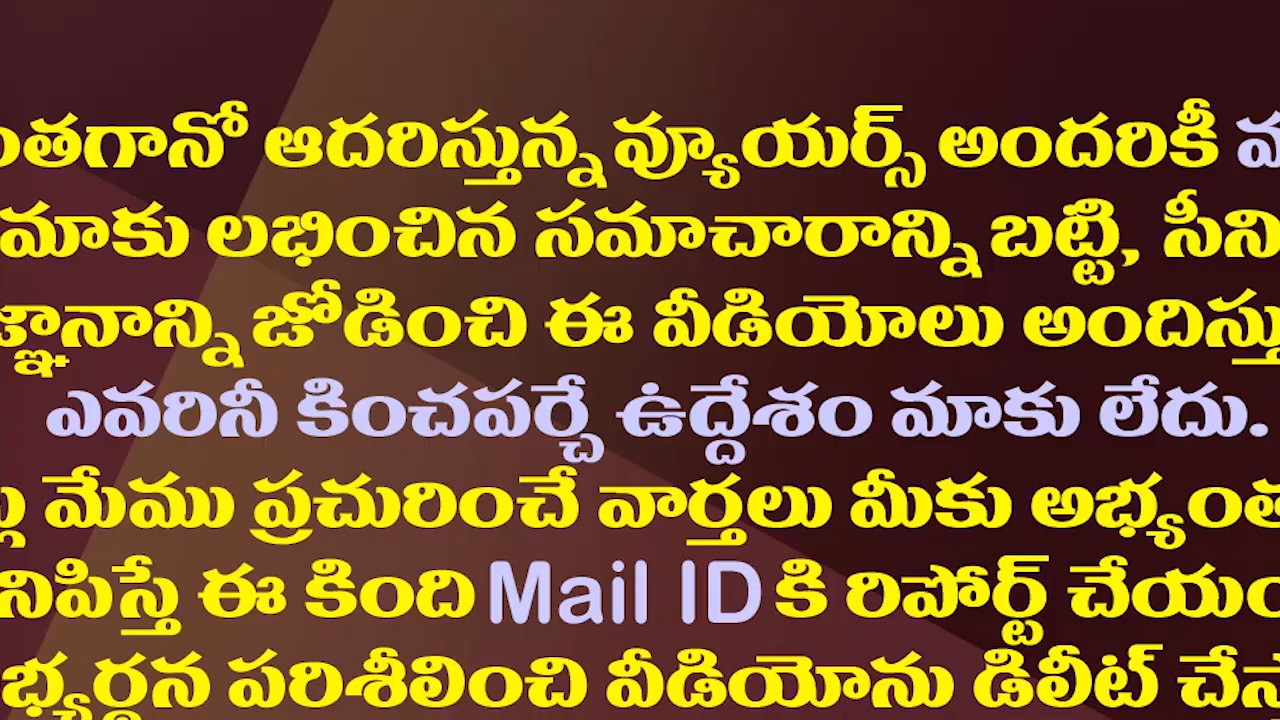 ంతగానో ఆదరిస్తున్న వ్యూయర్స్ అందరికీ
మాకు లభించిన సమాచారాన్ని బట్టి, సీని
జ్ఞానాన్ని జోడించి ఈ వీడియోలు అందిస్తు
ఎవరినీ కించపర్చే ఉద్దేశం మాకు లేదు.
మేము ప్రచురించే వార్తలు మీకు అభ్యంత
నిపిస్తే ఈ కింది Mail ID కి రిపోర్ట్ చేయం
భ్యర్థన పరిశీలించి వీడియోను డిలీట్ చేస